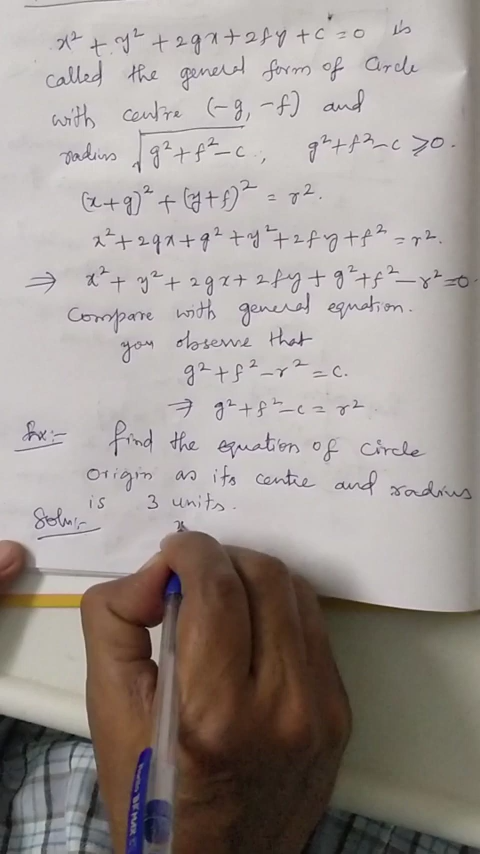 x² + y² + 2gx + 2fy + c = 0 is
called the general form of circle
with centre (-g, -f) and
radius √g² + f² - c, g² + f² - c ⩾ 0.
(x+g)² + (y+f)² = r².
x² + 2gx + g² + y² + 2fy + f² = r².
⇒ x² + y² + 2gx + 2fy + g² + f² - r² = 0.
Compare with general equation.
you observe that
g² + f² - r² = c.
⇒ g² + f² - c = r²
Ex:- find the equation of circle
origin as its centre and radius
is 3 units.
Soln:- x